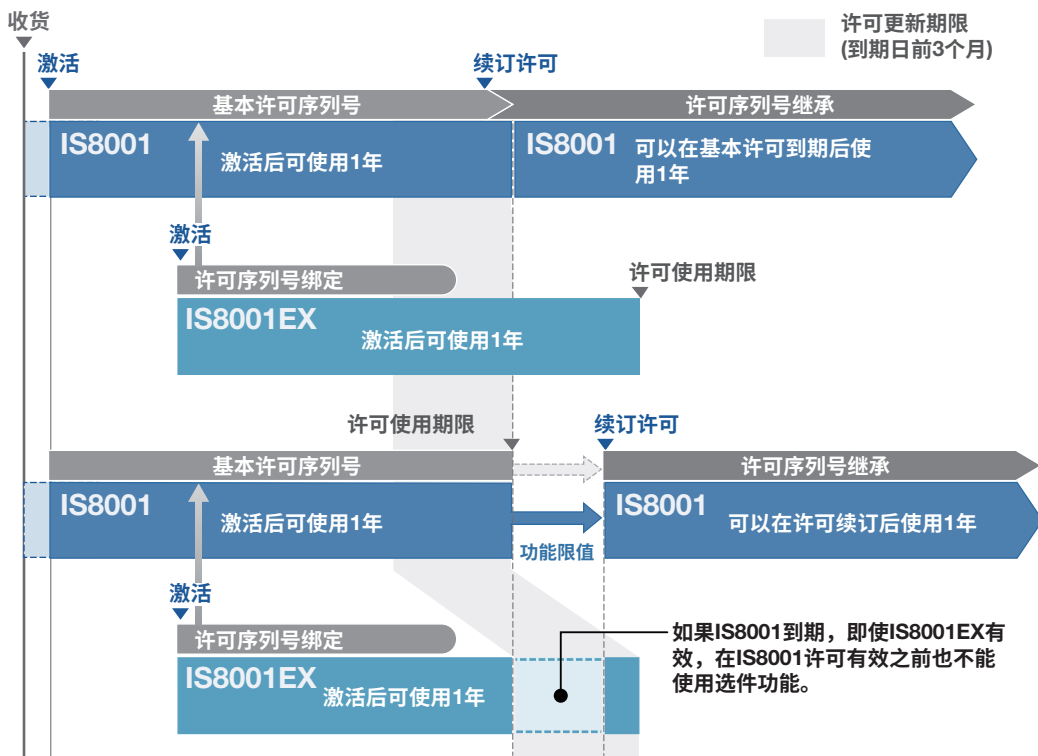 收货
许可更新期限
(到期日前3个月)
激活
续订许可
基本许可序列号
许可序列号继承
IS8001
激活后可使用1年
IS8001
可以在基本许可到期后使
用1年
激活
许可序列号绑定
许可使用期限
IS8001EX
激活后可使用1年
许可使用期限
续订许可
基本许可序列号
许可序列号继承
IS8001
激活后可使用1年
功能限值
IS8001
可以在许可续订后使用1年
激活
许可序列号绑定
IS8001EX
激活后可使用1年
如果IS8001到期，即使IS8001EX有
效，在IS8001许可有效之前也不能
使用选件功能。